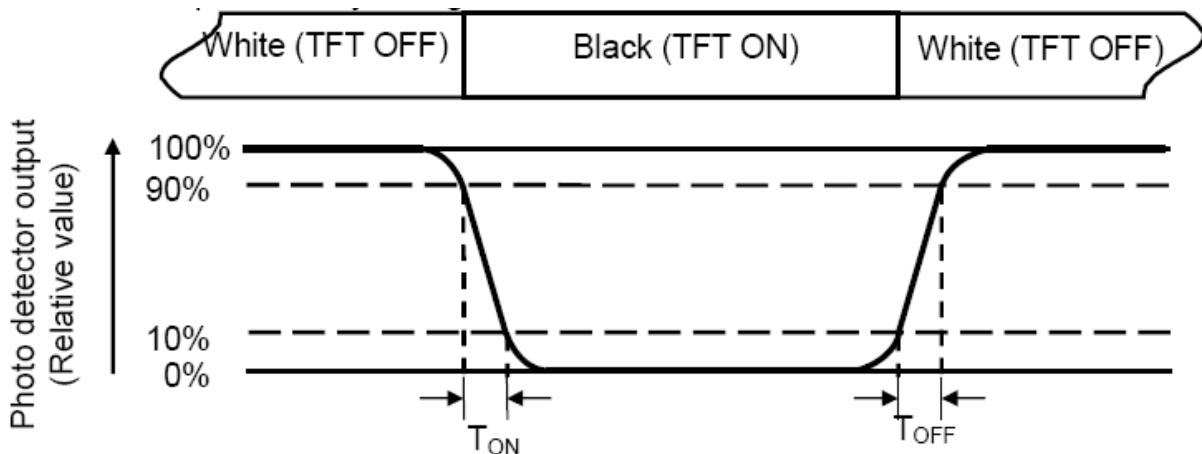 White (TFT OFF)
Black (TFT ON)
White (TFT OFF)
Photo detector output
(Relative value)
100%
90%
10%
0%
TON
TOFF